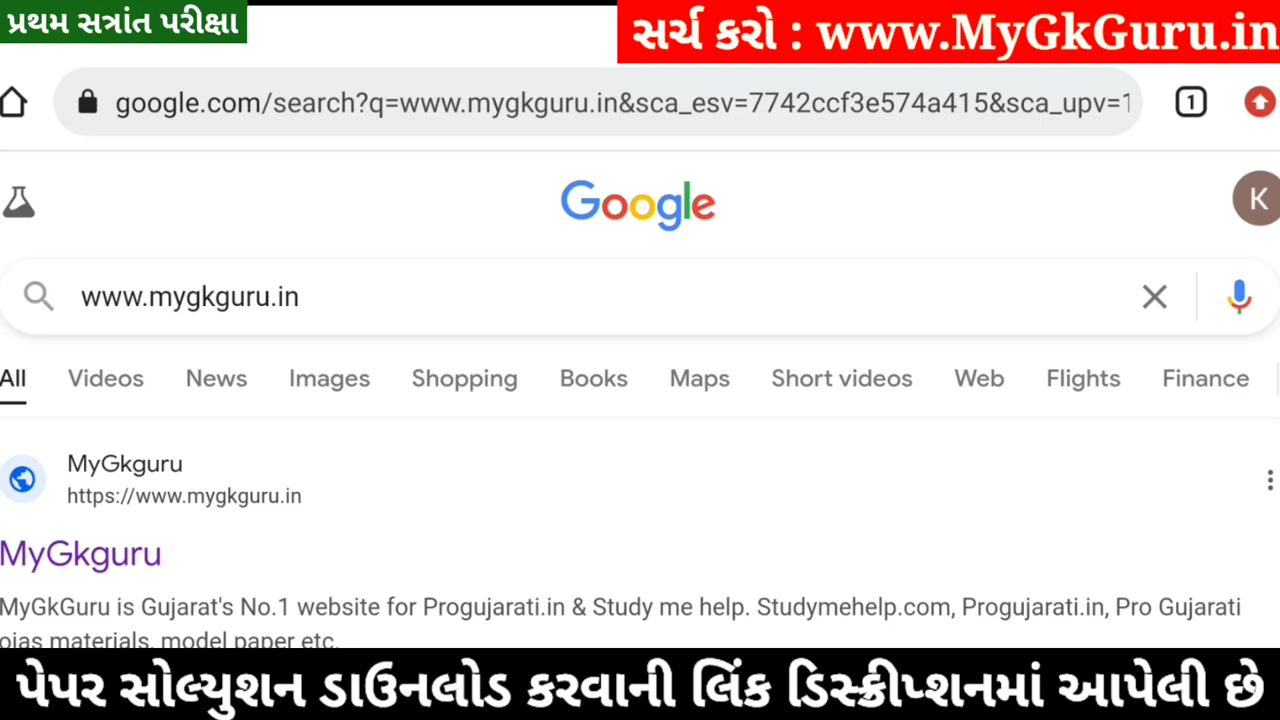 પ્રથમ સત્રાંત પરીક્ષા
સર્ચ કરો : www.MyGkGuru.in
google.com/search?q=www.mygkguru.in&sca_esv=7742ccf3e574a415&sca_upv=1
1
Google
K
www.mygkguru.in
All Videos News Images Shopping Books Maps Short videos Web Flights Finance
MyGkguru
https://www.mygkguru.in
MyGkguru
MyGkGuru is Gujarat's No.1 website for Progujarati.in & Study me help. Studymehelp.com, Progujarati.in, Pro Gujarati
ojas materials, model paper etc.
પેપર સોલ્યુશન ડાઉનલોડ કરવાની લિંક ડિસ્ક્રીપ્શનમાં આપેલી છે